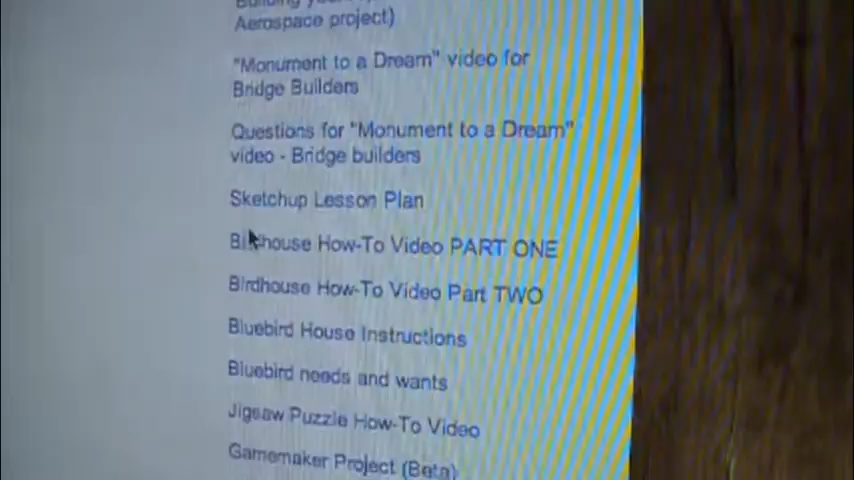 Building
Aerospace project)
"Monument to a Dream" video for
Bridge Builders
Questions for "Monument to a Dream"
video - Bridge builders
Sketchup Lesson Plan
Birdhouse How-To Video PART ONE
Birdhouse How-To Video Part TWO
Bluebird House Instructions
Bluebird needs and wants
Jigsaw Puzzle How-To Video
Gamemaker Project (Beta)